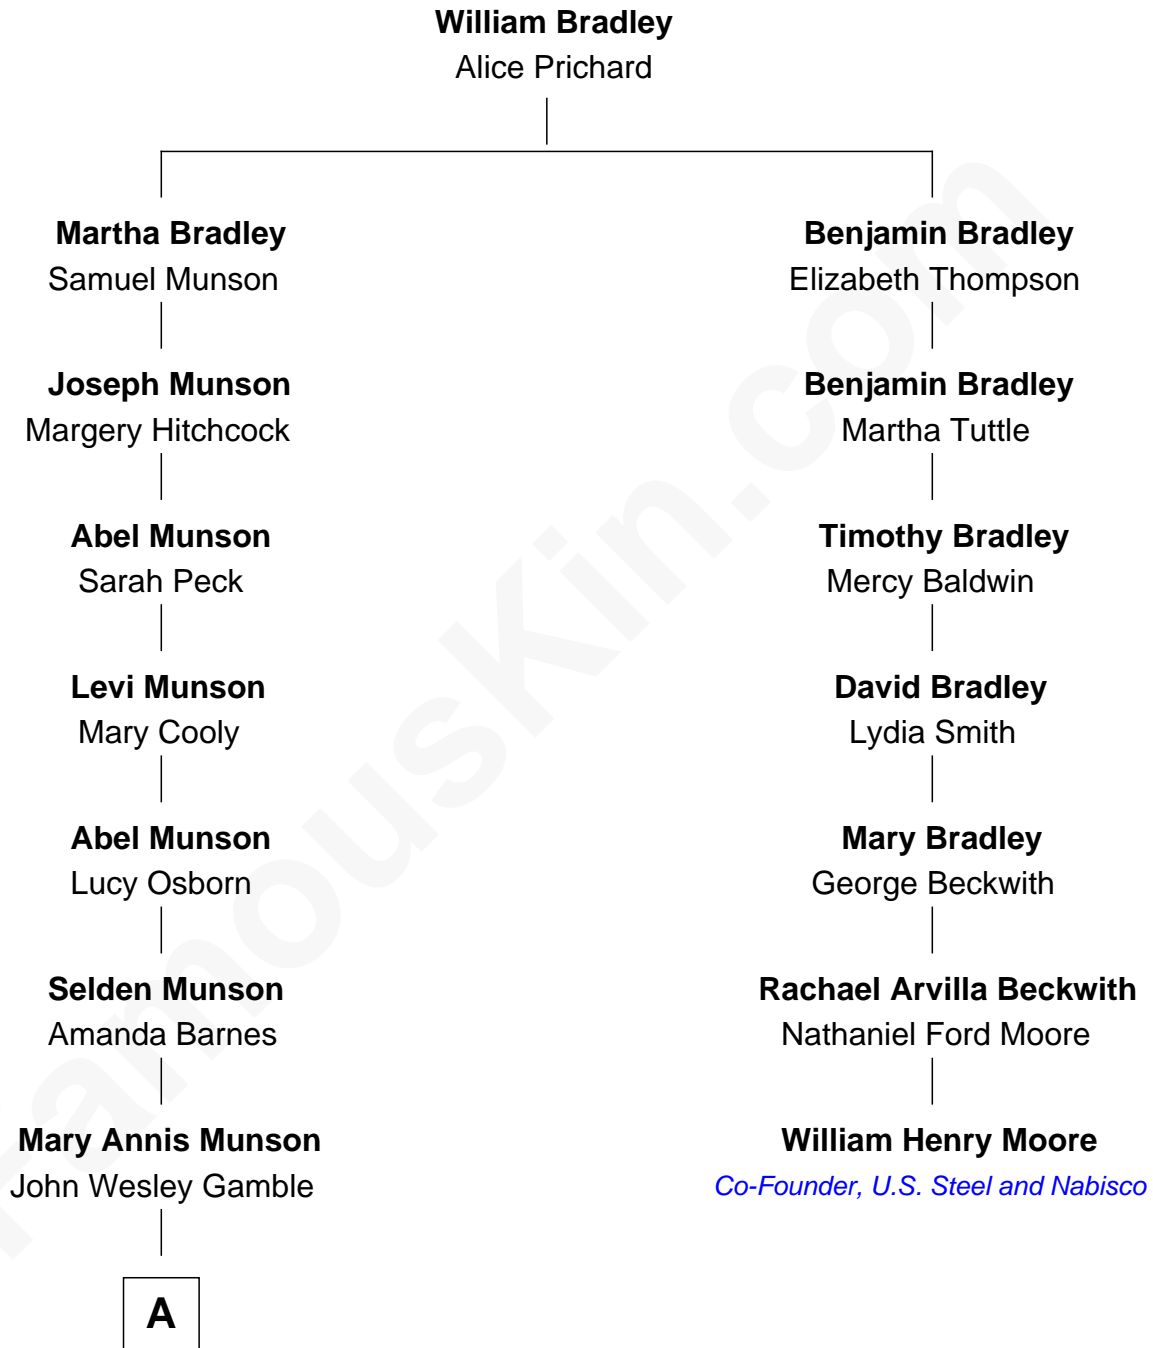 William Bradley
Alice Prichard
Martha Bradley
Samuel Munson
Benjamin Bradley
Elizabeth Thompson
Joseph Munson
Margery Hitchcock
Benjamin Bradley
Martha Tuttle
Abel Munson
Sarah Peck
Timothy Bradley
Mercy Baldwin
Levi Munson
Mary Cooly
David Bradley
Lydia Smith
Abel Munson
Lucy Osborn
Mary Bradley
George Beckwith
Selden Munson
Amanda Barnes
Rachael Arvilla Beckwith
Nathaniel Ford Moore
Mary Annis Munson
John Wesley Gamble
William Henry Moore
Co-Founder, U.S. Steel and Nabisco
A
FamousKin.com